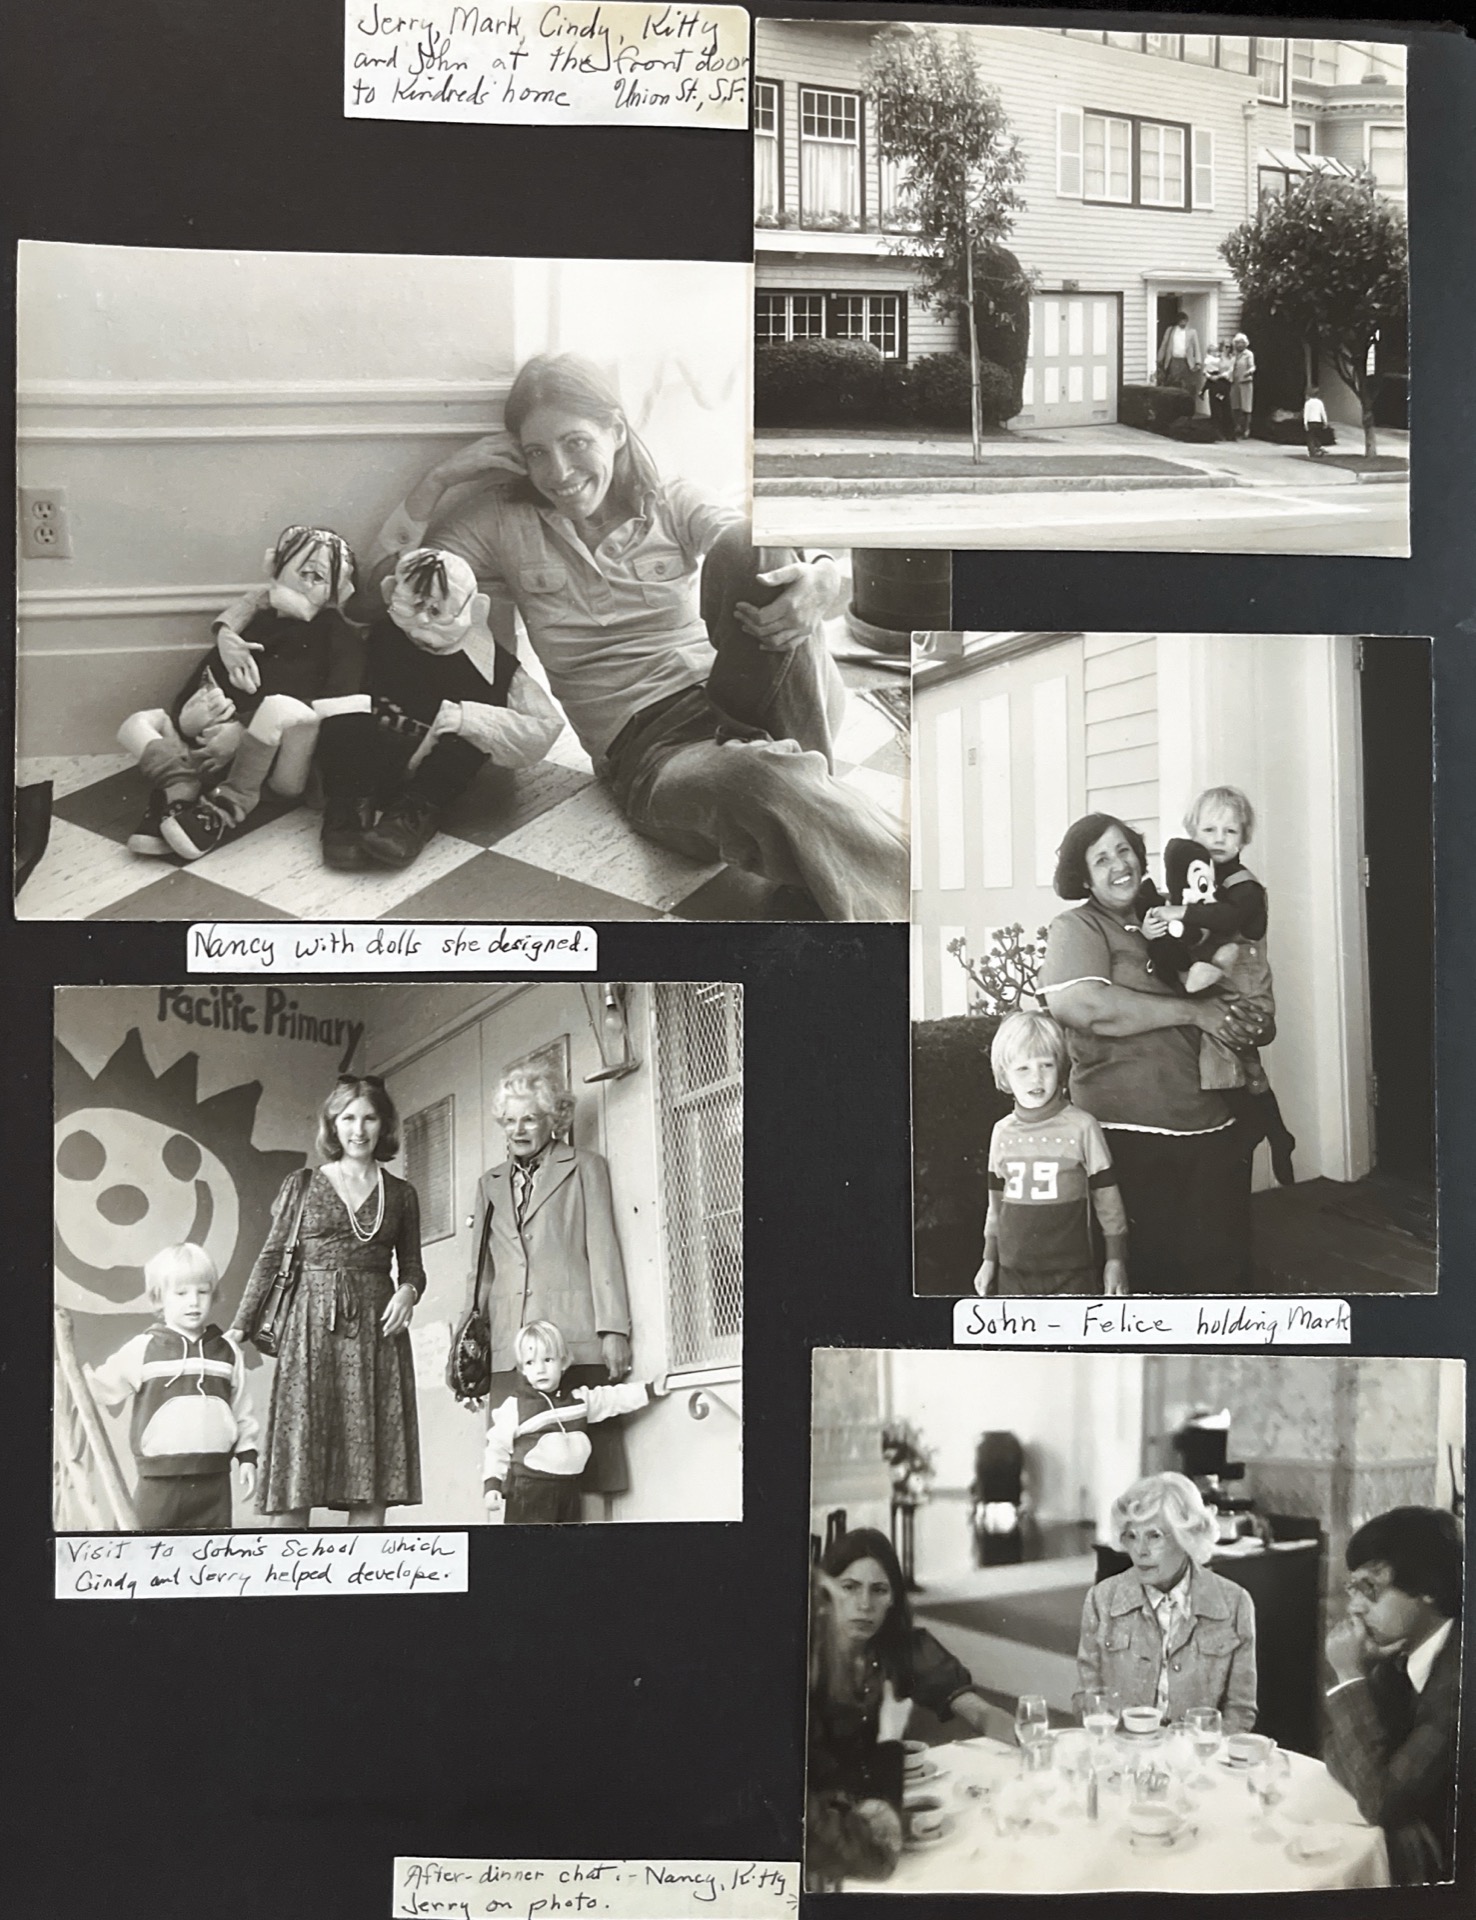 Jerry, Mark, Cindy, Kitty
and John at the front door
to Kindreds' home Union St., S.F.
Nancy with dolls she designed.
Pacific Primary
39
John - Felice holding Mark
Visit to John's School which
Cindy and Jerry helped develope.
After-dinner chat:- Nancy, Kitty
Jerry on photo.